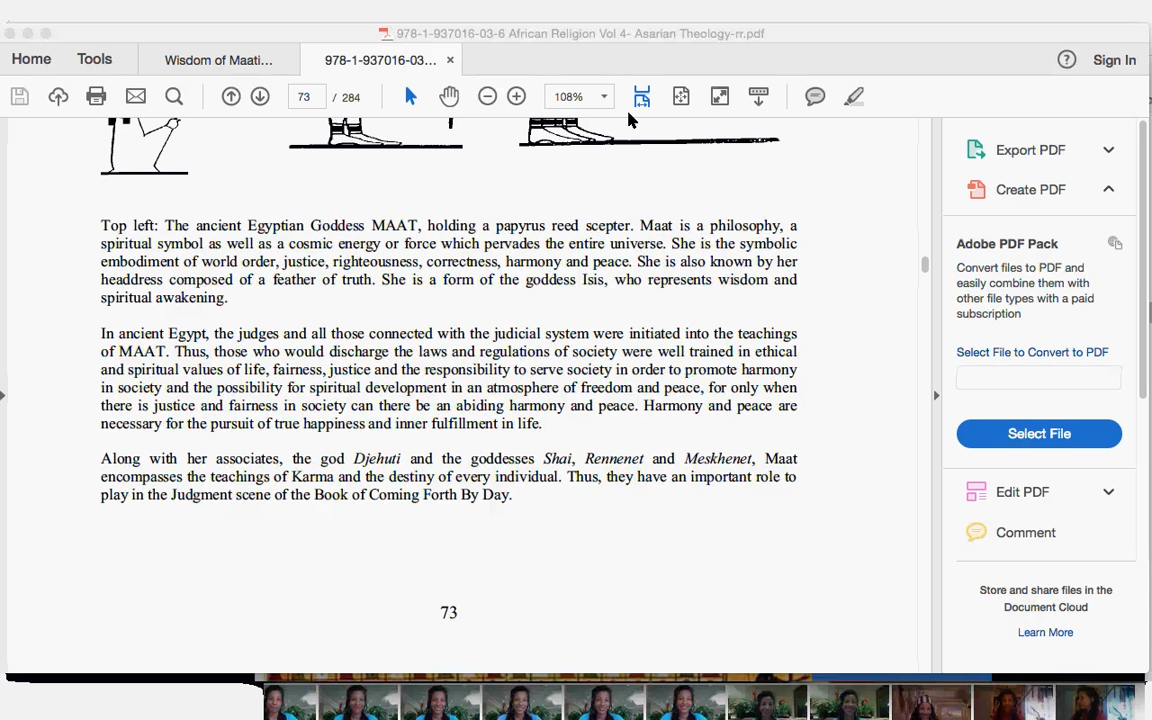 978-1-937016-03-6 African Religion Vol 4- Asarian Theology-rr.pdf
Home
Tools
Wisdom of Maati...
978-1-937016-03... ×
? Sign In
73 / 284
108%
Export PDF
Create PDF
Adobe PDF Pack
Convert files to PDF and
easily combine them with
other file types with a paid
subscription
Select File to Convert to PDF
Select File
Edit PDF
Comment
Store and share files in the
Document Cloud
Learn More
Top left: The ancient Egyptian Goddess MAAT, holding a papyrus reed scepter. Maat is a philosophy, a
spiritual symbol as well as a cosmic energy or force which pervades the entire universe. She is the symbolic
embodiment of world order, justice, righteousness, correctness, harmony and peace. She is also known by her
headdress composed of a feather of truth. She is a form of the goddess Isis, who represents wisdom and
spiritual awakening.
In ancient Egypt, the judges and all those connected with the judicial system were initiated into the teachings
of MAAT. Thus, those who would discharge the laws and regulations of society were well trained in ethical
and spiritual values of life, fairness, justice and the responsibility to serve society in order to promote harmony
in society and the possibility for spiritual development in an atmosphere of freedom and peace, for only when
there is justice and fairness in society can there be an abiding harmony and peace. Harmony and peace are
necessary for the pursuit of true happiness and inner fulfillment in life.
Along with her associates, the god Djehuti and the goddesses Shai, Rennenet and Meskhenet, Maat
encompasses the teachings of Karma and the destiny of every individual. Thus, they have an important role to
play in the Judgment scene of the Book of Coming Forth By Day.
73